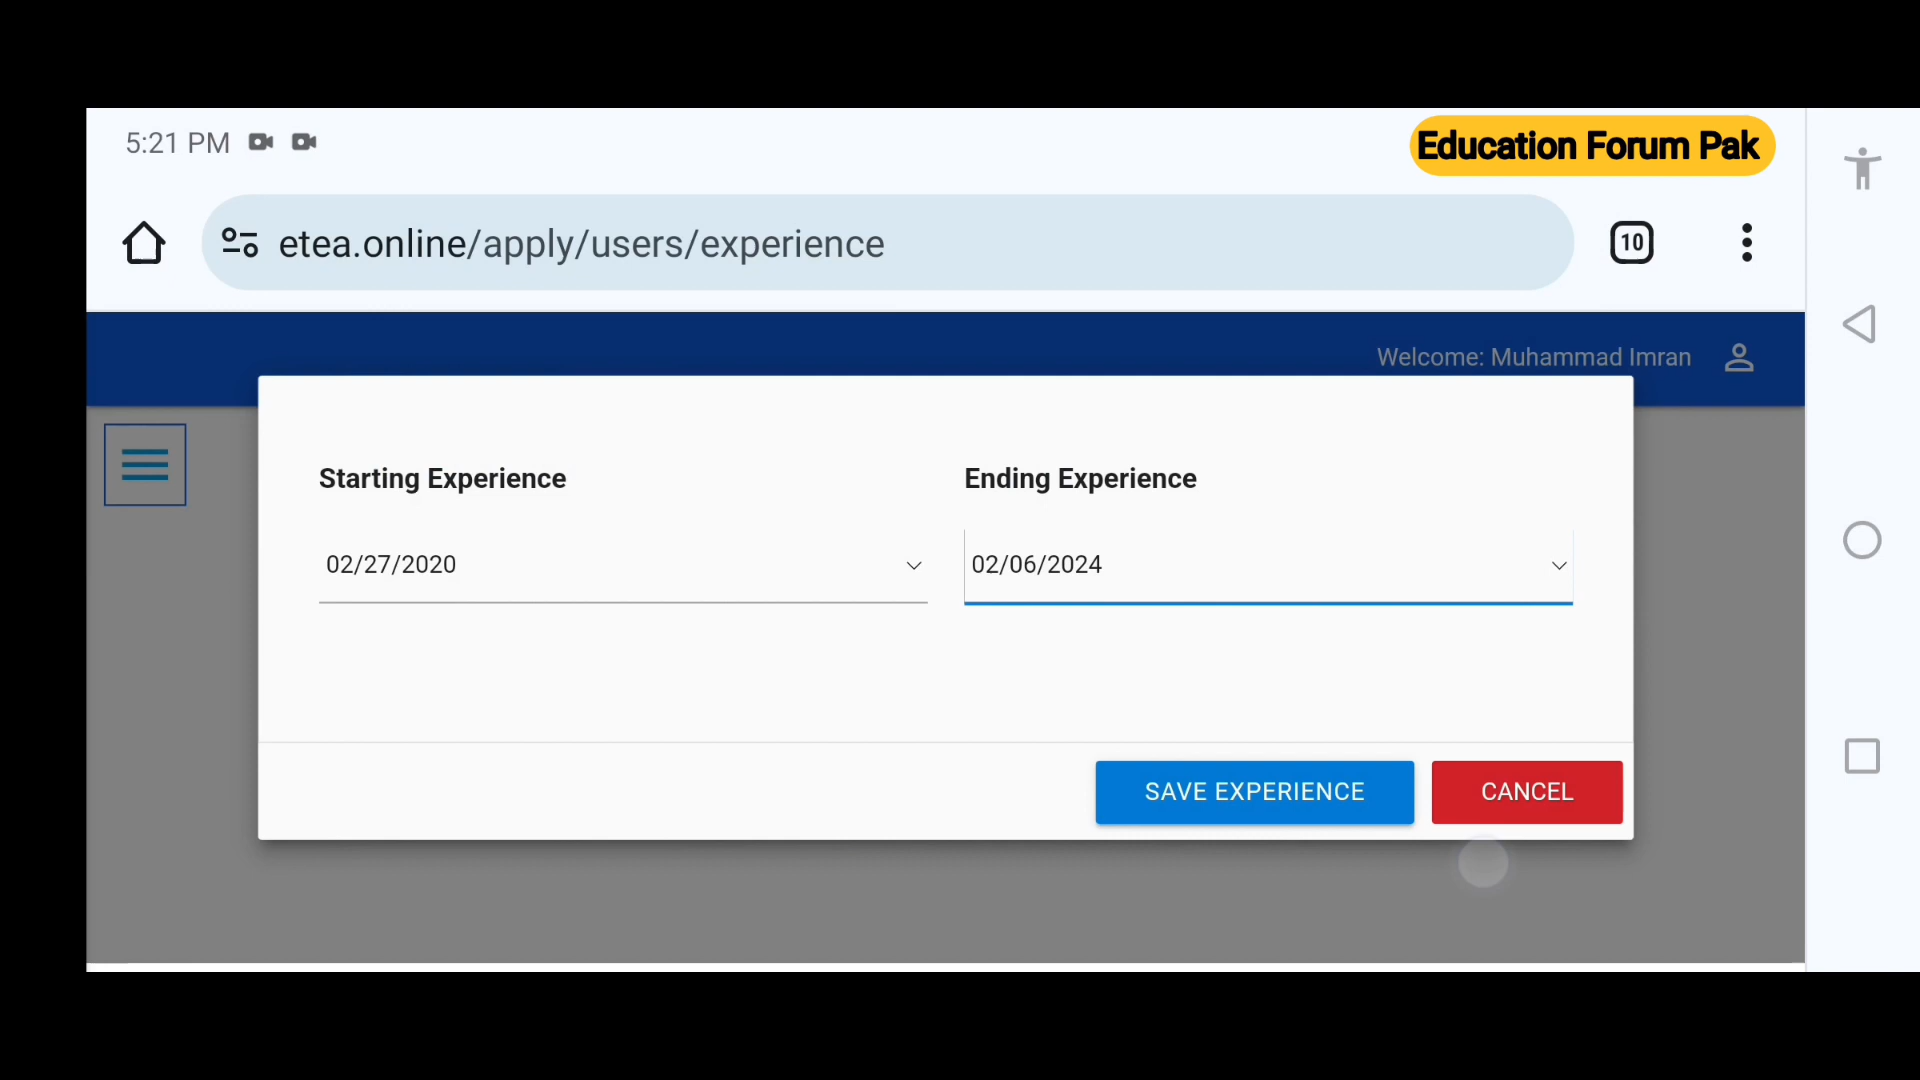 5:21 PM
Education Forum Pak
etea.online/apply/users/experience
10
Welcome: Muhammad Imran
Starting Experience
Ending Experience
02/27/2020
02/06/2024
SAVE EXPERIENCE
CANCEL